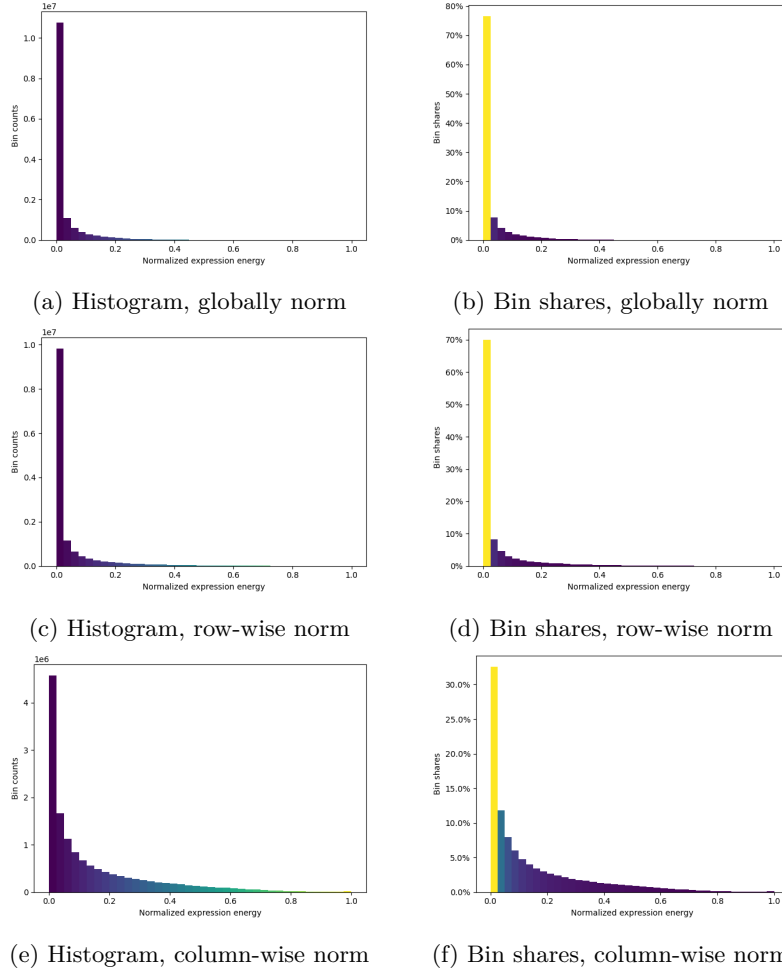 1e7
Bin counts
1.0
0.8
0.6
0.4
0.2
0.0
0.0 0.2 0.4 0.6 0.8 1.0
Normalized expression energy
(a) Histogram, globally norm
Bin shares
80%
70%
60%
50%
40%
30%
20%
10%
0%
0.0 0.2 0.4 0.6 0.8 1.0
Normalized expression energy
(b) Bin shares, globally norm
1e7
Bin counts
1.0
0.8
0.6
0.4
0.2
0.0
0.0 0.2 0.4 0.6 0.8 1.0
Normalized expression energy
(c) Histogram, row-wise norm
Bin shares
70%
60%
50%
40%
30%
20%
10%
0%
0.0 0.2 0.4 0.6 0.8 1.0
Normalized expression energy
(d) Bin shares, row-wise norm
1e6
Bin counts
4
3
2
1
0
0.0 0.2 0.4 0.6 0.8 1.0
Normalized expression energy
(e) Histogram, column-wise norm
Bin shares
30.0%
25.0%
20.0%
15.0%
10.0%
5.0%
0.0%
0.0 0.2 0.4 0.6 0.8 1.0
Normalized expression energy
(f) Bin shares, column-wise norm